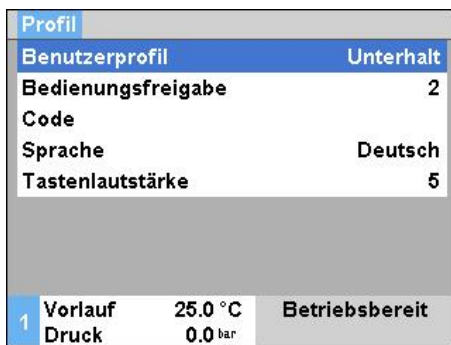 Profil
Benutzerprofil Unterhalt
Bedienungsfreigabe 2
Code
Sprache Deutsch
Tastenlautstärke 5
1 Vorlauf 25.0 °C Betriebsbereit
Druck 0.0 bar